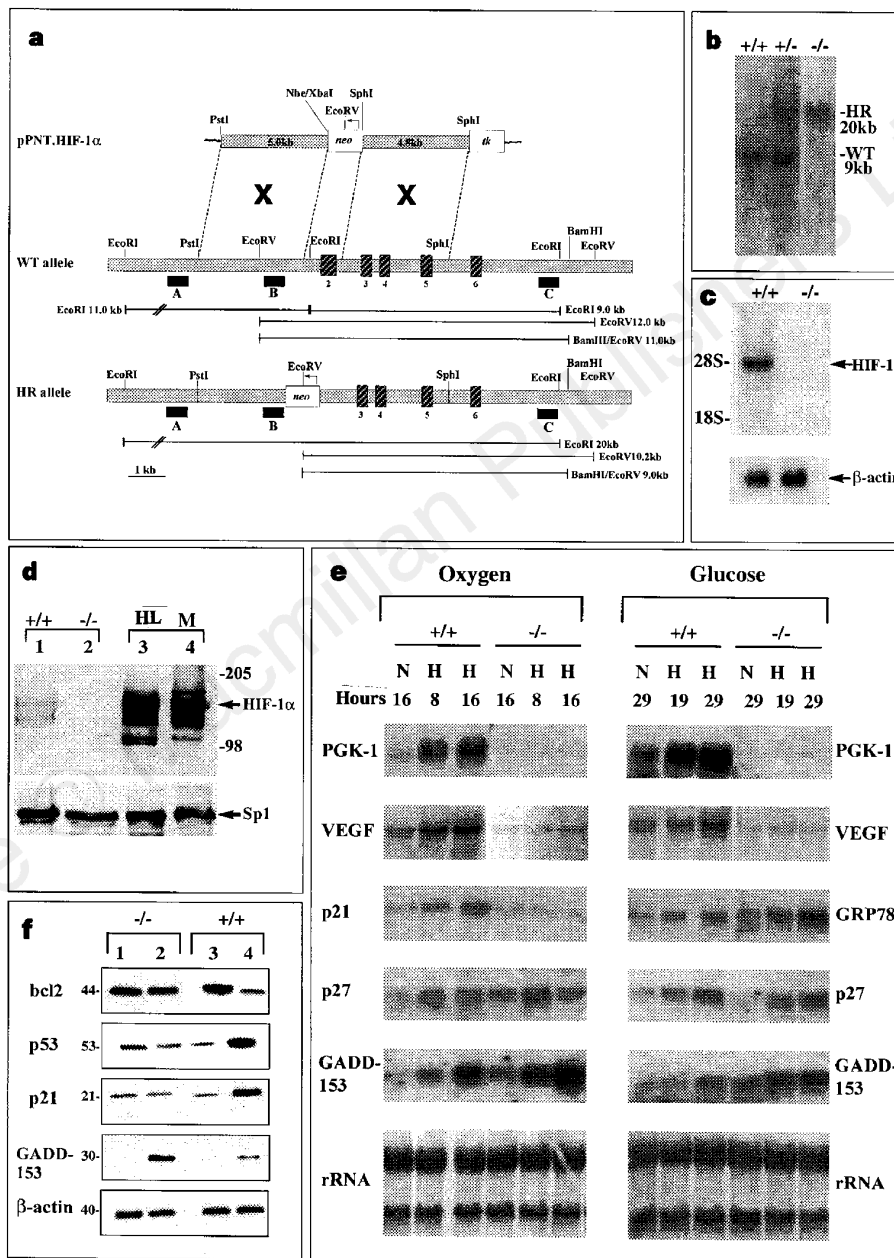 a
Nhe/XbaI SphI
EcoRV
PstI SphI
pPNT.HIF-1α 5.0kb neo 4.8kb tk
X X
EcoRI PstI EcoRV EcoRI SphI EcoRI BamHI EcoRV
WT allele
A B 2 3 4 5 6 C
EcoRI 11.0 kb EcoRI 9.0 kb
EcoRV12.0 kb
BamHI/EcoRV 11.0kb
EcoRI PstI EcoRV SphI EcoRI BamHI EcoRV
HR allele neo
A B 3 4 5 6 C
EcoRI 20kb
EcoRV10.2kb
BamHI/EcoRV 9.0kb
1 kb
b
+/+ +/- -/-
-HR
20kb
-WT
9kb
c
+/+ -/-
28S- HIF-1
18S-
β-actin
d
+/+ -/- HL M
1 2 3 4
-205
HIF-1α
-98
Sp1
e
Oxygen Glucose
+/+ -/- +/+ -/-
N H H N H H N H H N H H
Hours 16 8 16 16 8 16 29 19 29 29 19 29
PGK-1 PGK-1
VEGF VEGF
p21 GRP78
p27 p27
GADD-153 GADD-153
rRNA rRNA
f
-/- +/+
1 2 3 4
bcl2 44-
p53 53-
p21 21-
GADD-153 30-
β-actin 40-
macmillan Publishers